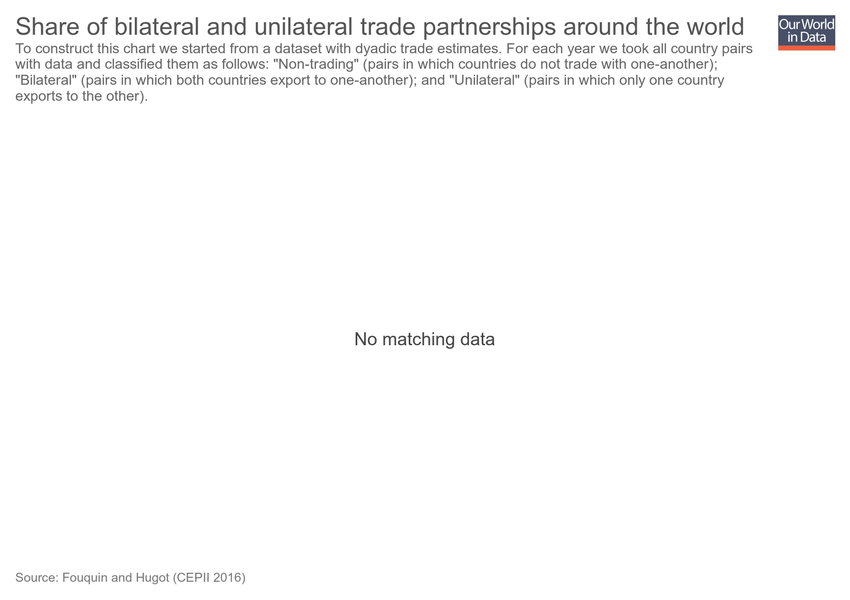 Share of bilateral and unilateral trade partnerships around the world
Our World
in Data
To construct this chart we started from a dataset with dyadic trade estimates. For each year we took all country pairs
with data and classified them as follows: "Non-trading" (pairs in which countries do not trade with one-another);
"Bilateral" (pairs in which both countries export to one-another); and "Unilateral" (pairs in which only one country
exports to the other).
No matching data
Source: Fouquin and Hugot (CEPII 2016)